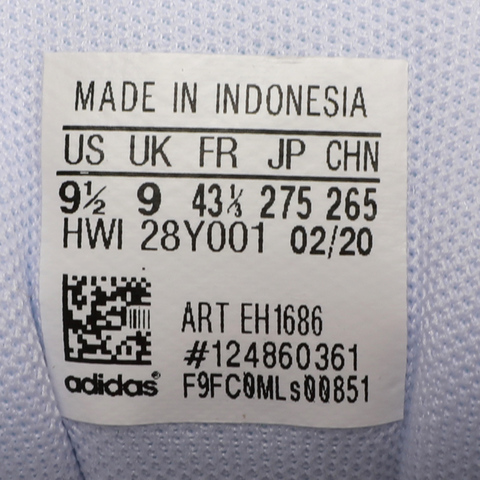 MADE IN INDONESIA
US UK FR JP CHN
9½ 9 43⅓ 275 265
HWI 28Y001 02/20
ART EH1686
#124860361
adidas® F9FC0MLs00851